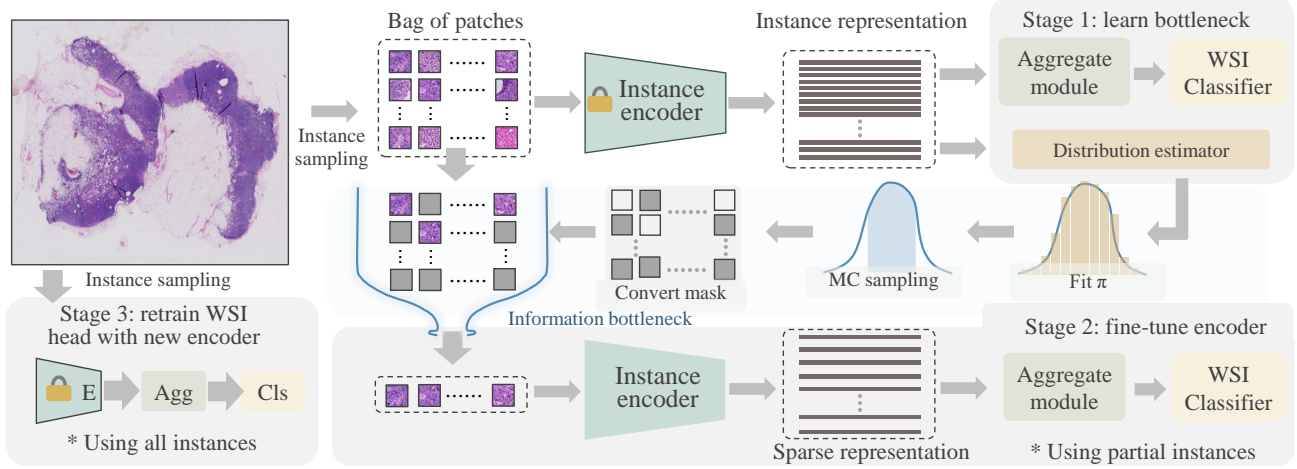 Bag of patches
Instance representation
Stage 1: learn bottleneck
Instance
sampling
Instance
encoder
Aggregate
module
WSI
Classifier
Distribution estimator
Convert mask
MC sampling
Fit π
Information bottleneck
Instance sampling
Stage 3: retrain WSI
head with new encoder
E
Agg
Cls
* Using all instances
Instance
encoder
Sparse representation
Stage 2: fine-tune encoder
Aggregate
module
WSI
Classifier
* Using partial instances